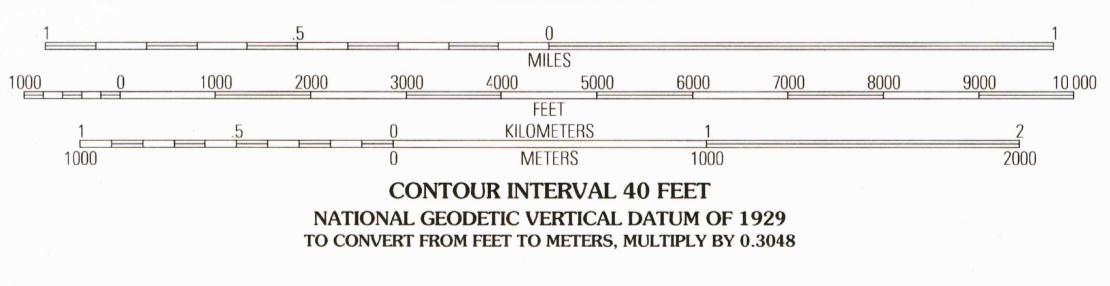 1 .5 0 1
MILES
1000 0 1000 2000 3000 4000 5000 6000 7000 8000 9000 10 000
FEET
1 .5 0 KILOMETERS 1 2
1000 0 METERS 1000 2000
CONTOUR INTERVAL 40 FEET
NATIONAL GEODETIC VERTICAL DATUM OF 1929
TO CONVERT FROM FEET TO METERS, MULTIPLY BY 0.3048